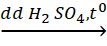 dd H₂ SO₄,t⁰